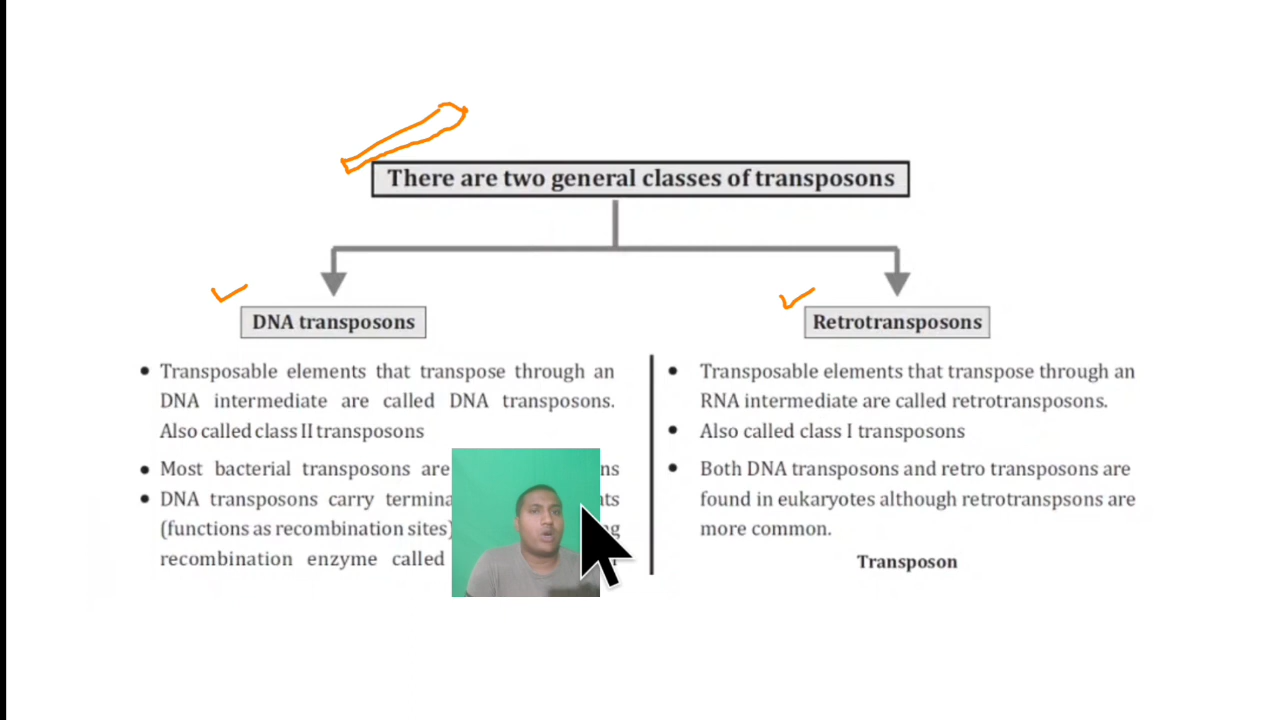 There are two general classes of transposons
DNA transposons
Transposable elements that transpose through an
DNA intermediate are called DNA transposons.
Also called class II transposons
Most bacterial transposons are
DNA transposons carry
(functions as recombination sites)
recombination enzyme called
Retrotransposons
Transposable elements that transpose through an
RNA intermediate are called retrotransposons.
Also called class I transposons
Both DNA transposons and retro transposons are
found in eukaryotes although retrotranspsons are
more common.
Transposon